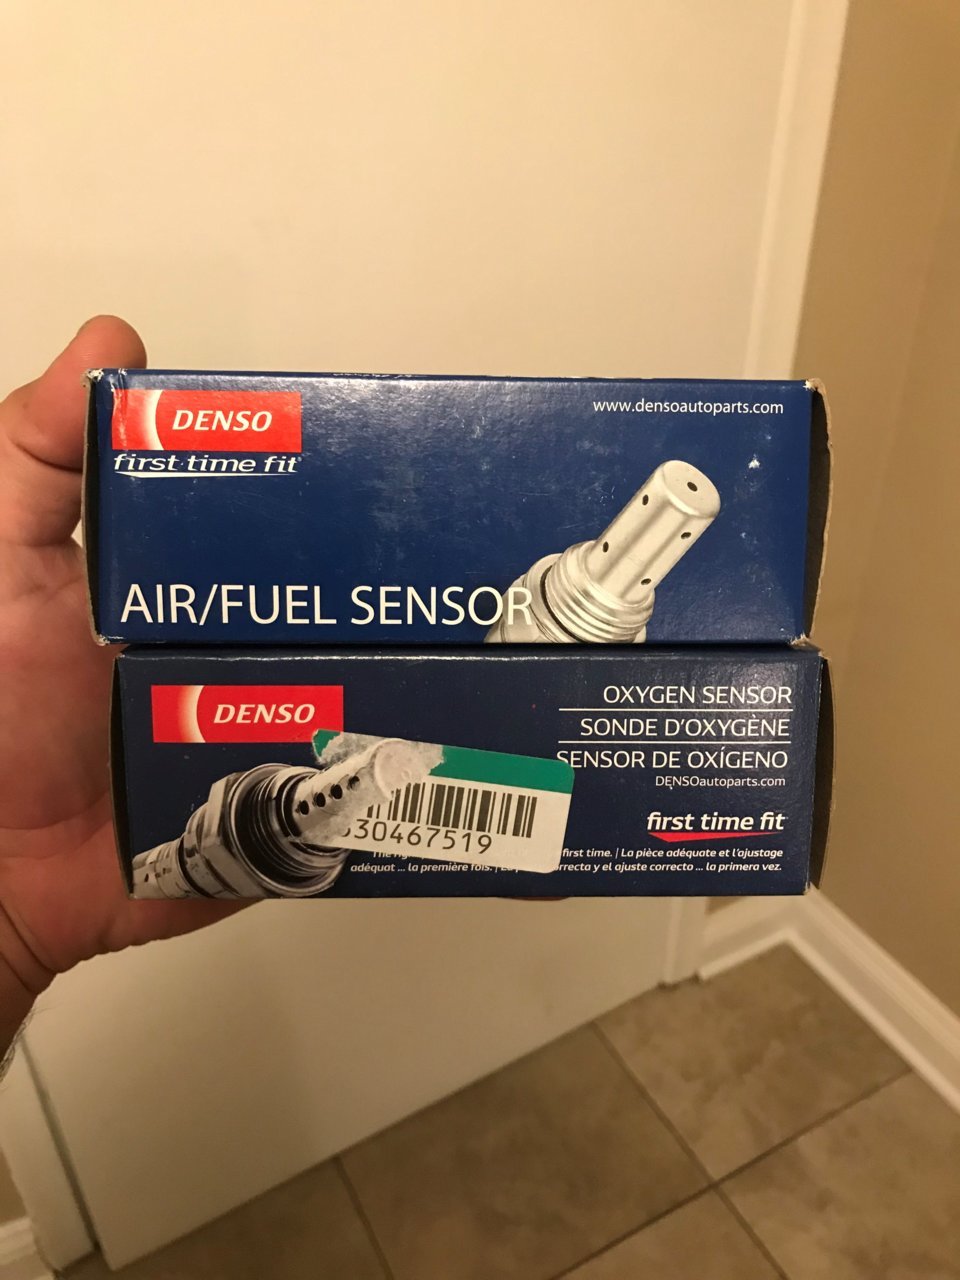 DENSO
first time fit®
www.densoautoparts.com
AIR/FUEL SENSOR
DENSO
OXYGEN SENSOR
SONDE D'OXYGÈNE
SENSOR DE OXÍGENO
DENSOautoparts.com
30467519
first time fit
first time. | La pièce adéquate et l'ajustage
adéquat ... la première fois. | y el ajuste correcto ... la primera vez.